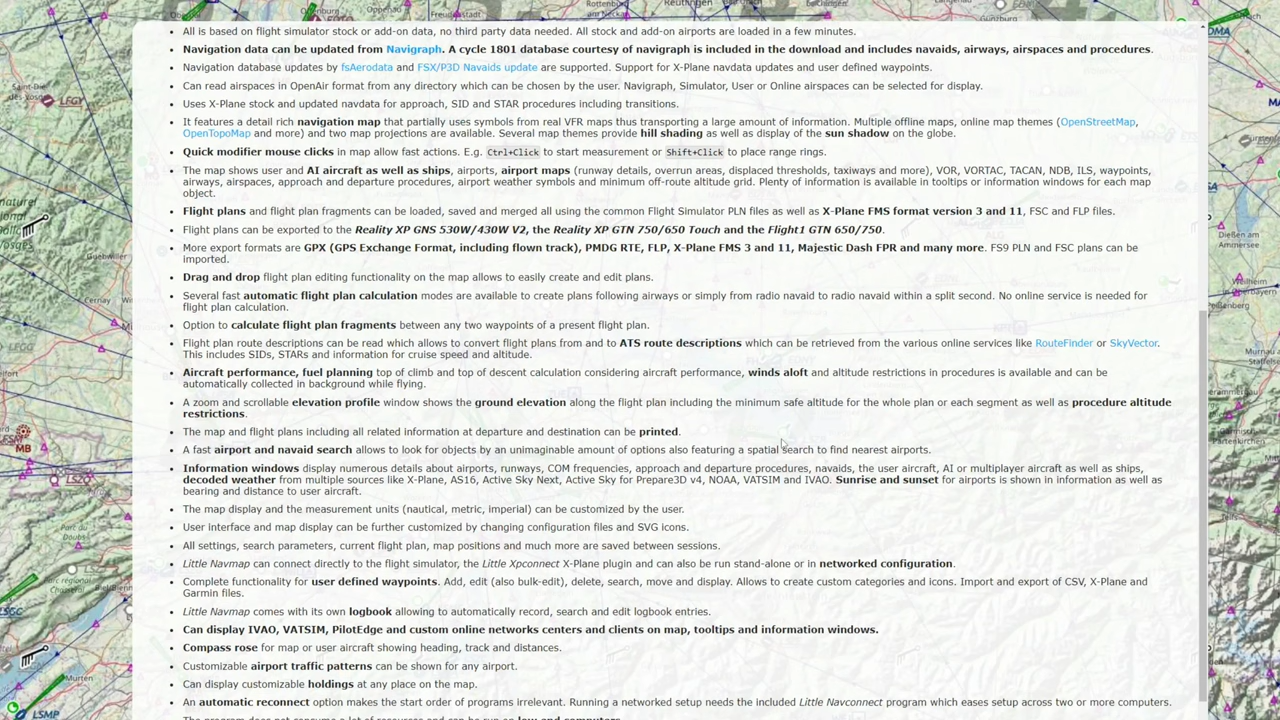 All is based on flight simulator stock or add-on data, no third party data needed. All stock and add-on airports are loaded in a few minutes.
Navigation data can be updated from Navigraph. A cycle 1801 database courtesy of navigraph is included in the download and includes navaids, airways, airspaces and procedures.
Navigation database updates by fsAerodata and FSX/P3D Navaids update are supported. Support for X-Plane navdata updates and user defined waypoints.
Can read airspaces in OpenAir format from any directory which can be chosen by the user. Navigraph, Simulator, User or Online airspaces can be selected for display.
Uses X-Plane stock and updated navdata for approach, SID and STAR procedures including transitions.
It features a detail rich navigation map that partially uses symbols from real VFR maps thus transporting a large amount of information. Multiple offline maps, online map themes (OpenStreetMap,
OpenTopoMap and more) and two map projections are available. Several map themes provide hill shading as well as display of the sun shadow on the globe.
Quick modifier mouse clicks in map allow fast actions. E.g. Ctrl+Click to start measurement or Shift+Click to place range rings.
The map shows user and AI aircraft as well as ships, airports, airport maps (runway details, overrun areas, displaced thresholds, taxiways and more), VOR, VORTAC, TACAN, NDB, ILS, waypoints,
airways, airspaces, approach and departure procedures, airport weather symbols and minimum off-route altitude grid. Plenty of information is available in tooltips or information windows for each map
object.
Flight plans and flight plan fragments can be loaded, saved and merged all using the common Flight Simulator PLN files as well as X-Plane FMS format version 3 and 11, FSC and FLP files.
Flight plans can be exported to the Reality XP GNS 530W/430W V2, the Reality XP GTN 750/650 Touch and the Flight1 GTN 650/750.
More export formats are GPX (GPS Exchange Format, including flown track), PMDG RTE, FLP, X-Plane FMS 3 and 11, Majestic Dash FPR and many more. FS9 PLN and FSC plans can be
imported.
Drag and drop flight plan editing functionality on the map allows to easily create and edit plans.
Several fast automatic flight plan calculation modes are available to create plans following airways or simply from radio navaid to radio navaid within a split second. No online service is needed for
flight plan calculation.
Option to calculate flight plan fragments between any two waypoints of a present flight plan.
Flight plan route descriptions can be read which allows to convert flight plans from and to ATS route descriptions which can be retrieved from the various online services like RouteFinder or SkyVector.
This includes SIDs, STARs and information for cruise speed and altitude.
Aircraft performance, fuel planning top of climb and top of descent calculation considering aircraft performance, winds aloft and altitude restrictions in procedures is available and can be
automatically collected in background while flying.
A zoom and scrollable elevation profile window shows the ground elevation along the flight plan including the minimum safe altitude for the whole plan or each segment as well as procedure altitude
restrictions.
The map and flight plans including all related information at departure and destination can be printed.
A fast airport and navaid search allows to look for objects by an unimaginable amount of options also featuring a spatial search to find nearest airports.
Information windows display numerous details about airports, runways, COM frequencies, approach and departure procedures, navaids, the user aircraft, AI or multiplayer aircraft as well as ships,
decoded weather from multiple sources like X-Plane, AS16, Active Sky Next, Active Sky for Prepare3D v4, NOAA, VATSIM and IVAO. Sunrise and sunset for airports is shown in information as well as
bearing and distance to user aircraft.
The map display and the measurement units (nautical, metric, imperial) can be customized by the user.
User interface and map display can be further customized by changing configuration files and SVG icons.
All settings, search parameters, current flight plan, map positions and much more are saved between sessions.
Little Navmap can connect directly to the flight simulator, the Little Xpconnect X-Plane plugin and can also be run stand-alone or in networked configuration.
Complete functionality for user defined waypoints. Add, edit (also bulk-edit), delete, search, move and display. Allows to create custom categories and icons. Import and export of CSV, X-Plane and
Garmin files.
Little Navmap comes with its own logbook allowing to automatically record, search and edit logbook entries.
Can display IVAO, VATSIM, PilotEdge and custom online networks centers and clients on map, tooltips and information windows.
Compass rose for map or user aircraft showing heading, track and distances.
Customizable airport traffic patterns can be shown for any airport.
Can display customizable holdings at any place on the map.
An automatic reconnect option makes the start order of programs irrelevant. Running a networked setup needs the included Little Navconnect program which eases setup across two or more computers.
LFGY
Guebwiller
Cernay
MB
Murten
LSMP
Dießen am
Ammersee